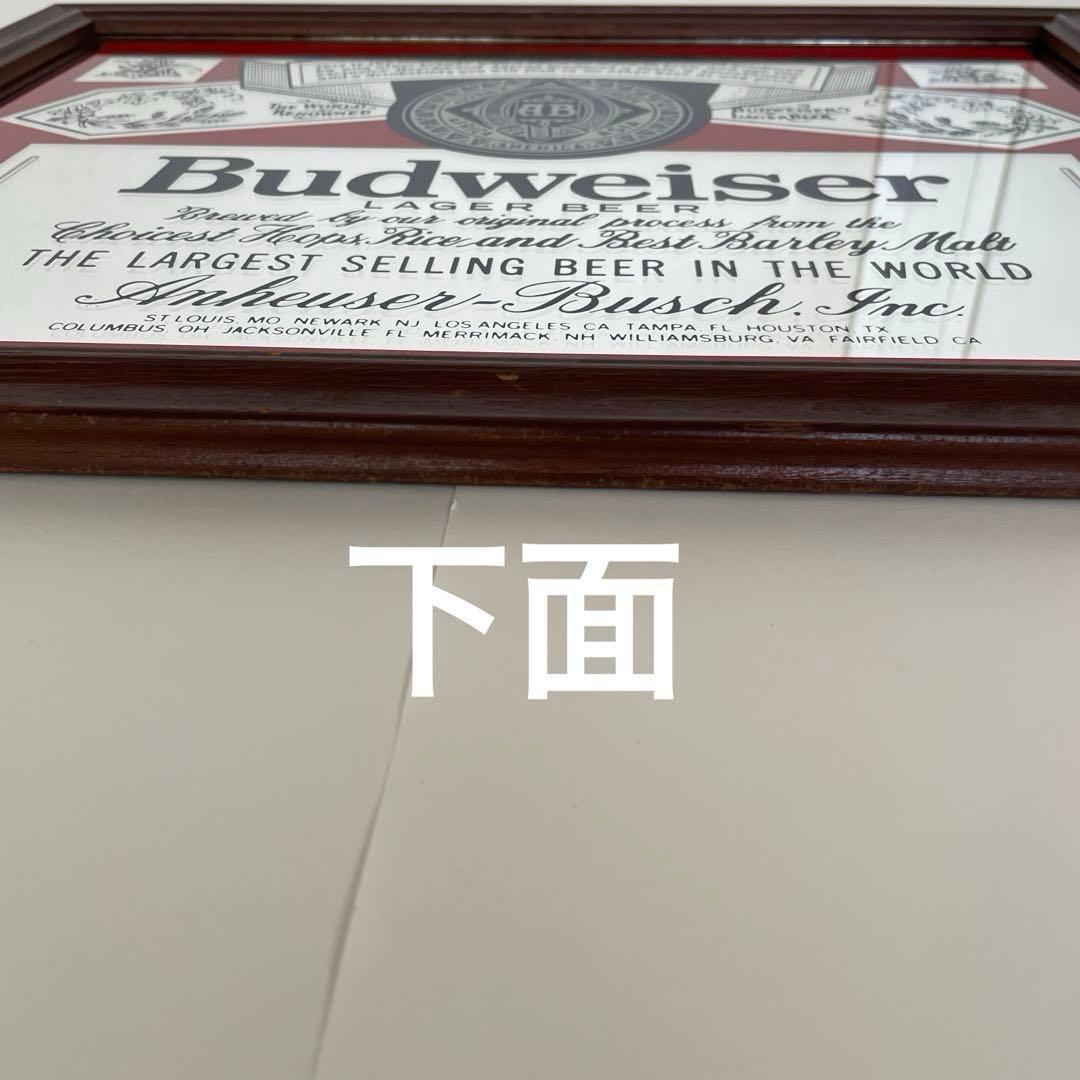 THE WORLD
RENOWNED
AB
AMERICA
Budweiser
LAGER BEER
Brewed by our original process from the
Choicest Hops, Rice and Best Barley Malt
THE LARGEST SELLING BEER IN THE WORLD
Anheuser-Busch, Inc.
ST LOUIS, MO NEWARK NJ LOS ANGELES CA TAMPA, FL HOUSTON, TX
COLUMBUS, OH JACKSONVILLE FL MERRIMACK NH WILLIAMSBURG, VA FAIRFIELD CA
下面